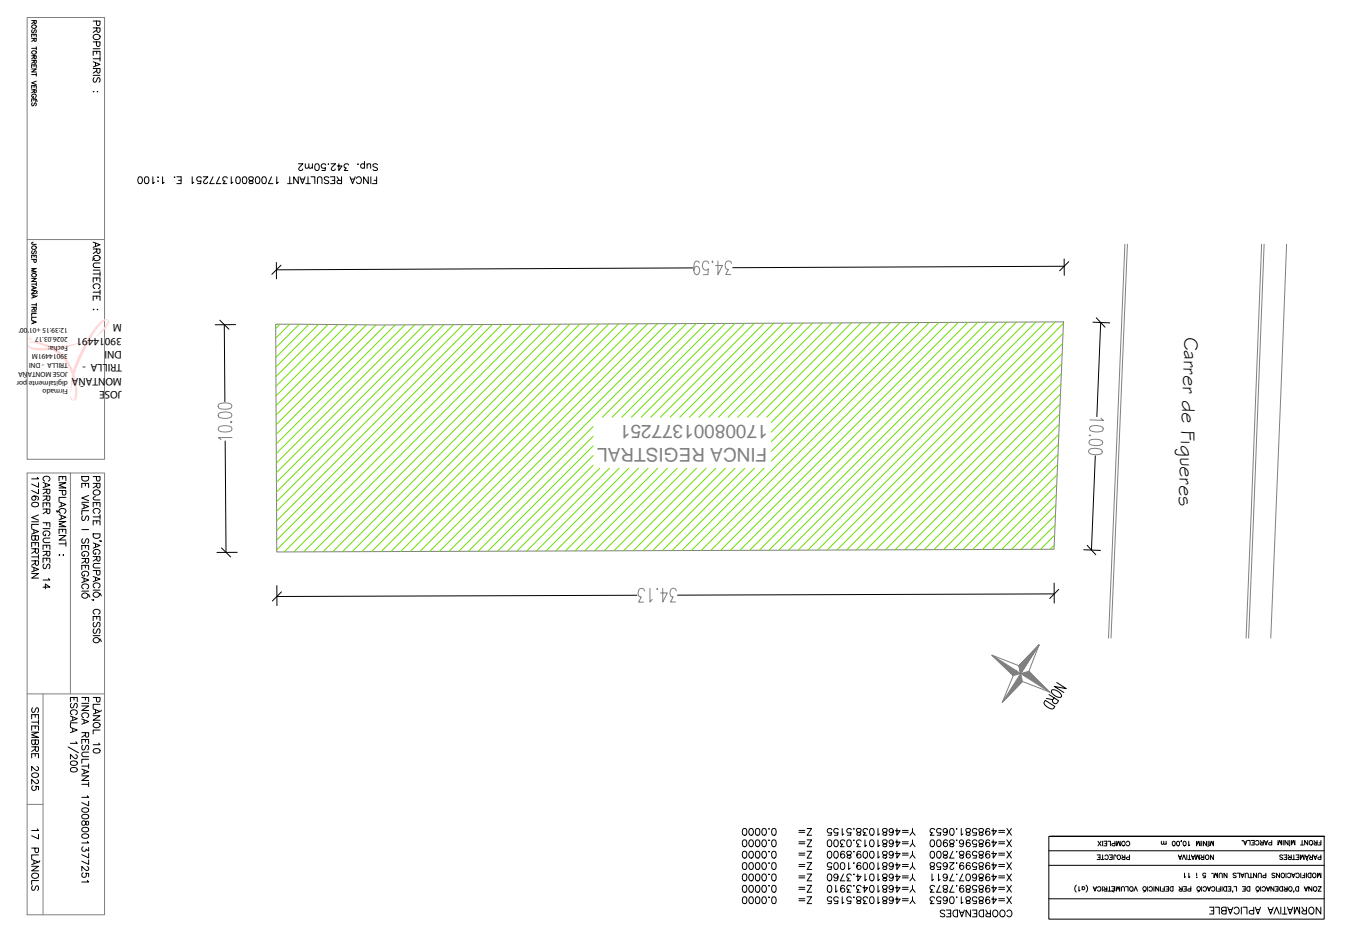 PROPIETARIS :
ROSER TORRENT VERGÉS
ARQUITECTE :
JOSEP MONTAÑÀ TRILLA
JOSE
MONTAÑA
TRILLA -
DNI
39014491
M
Firmado
digitalmente por
JOSE MONTAÑA
TRILLA - DNI
39014491M
Fecha:
2026.03.17
12:39:15 +01'00'
PROJECTE D'AGRUPACIÓ, CESSIÓ
DE VIALS I SEGREGACIÓ
EMPLAÇAMENT :
CARRER FIGUERES 14
17760 VILABERTRAN
PLÀNOL 10
FINCA RESULTANT 17008001377251
ESCALA 1/200
SETEMBRE 2025
17 PLÀNOLS
NORMATIVA APLICABLE
ZONA D'ORDENACIÓ DE L'EDIFICACIÓ PER DEFINICIÓ VOLUMÈTRICA (a1)
MODIFICACIONS PUNTUALS NUM. 5 i 11
PARÀMETRES NORMATIVA PROJECTE
FRONT MINIM PARCEL.LA MINIM 10,00 m COMPLEIX
COORDENADES
X=498581.0653 Y=4681038.5155 Z= 0.0000
X=498589.7873 Y=4681043.3910 Z= 0.0000
X=498607.7611 Y=4681014.3760 Z= 0.0000
X=498599.2658 Y=4681009.1005 Z= 0.0000
X=498598.7800 Y=4681009.8900 Z= 0.0000
X=498596.8900 Y=4681013.0300 Z= 0.0000
X=498581.0653 Y=4681038.5155 Z= 0.0000
NORD
34.13
10.00
Carrer de Figueres
FINCA REGISTRAL
17008001377251
10.00
34.59
FINCA RESULTANT 17008001377251 E. 1:100
Sup. 342.50m2